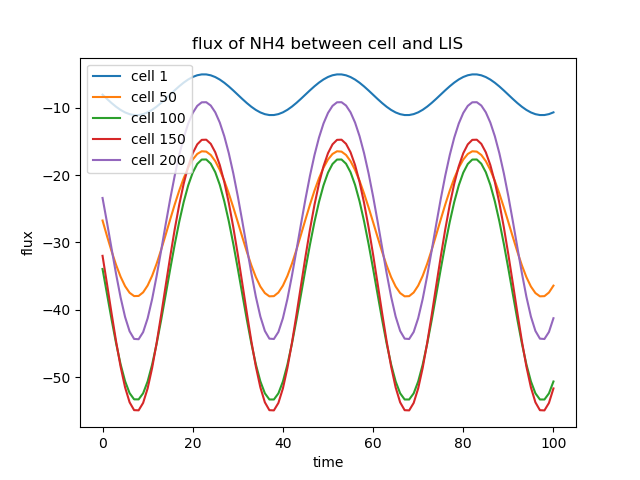 flux of NH4 between cell and LIS
cell 1
cell 50
cell 100
cell 150
cell 200
−10
−20
−30
−40
−50
flux
0 20 40 60 80 100
time